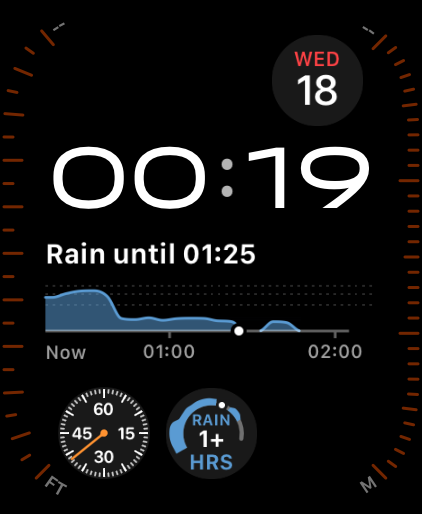 WED
18
00:19
Rain until 01:25
Now 01:00 02:00
60
45 15
30
RAIN
1+
HRS
FT M